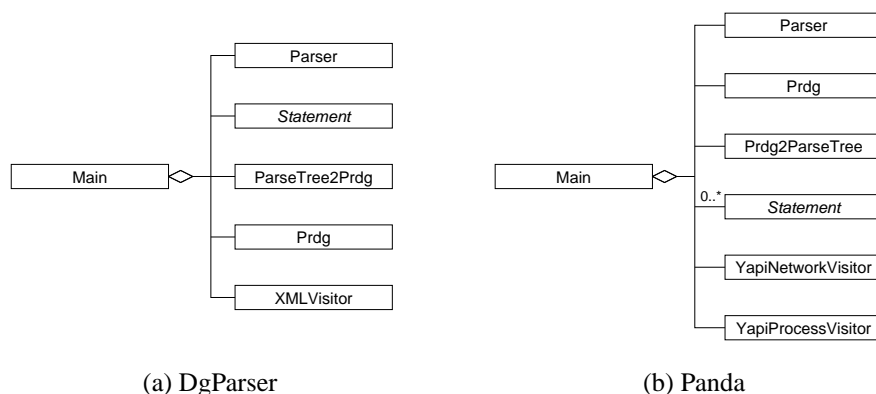 Parser
Statement
Main
ParseTree2Prdg
Prdg
XMLVisitor
(a) DgParser
Parser
Prdg
Prdg2ParseTree
Main
0..*
Statement
YapiNetworkVisitor
YapiProcessVisitor
(b) Panda